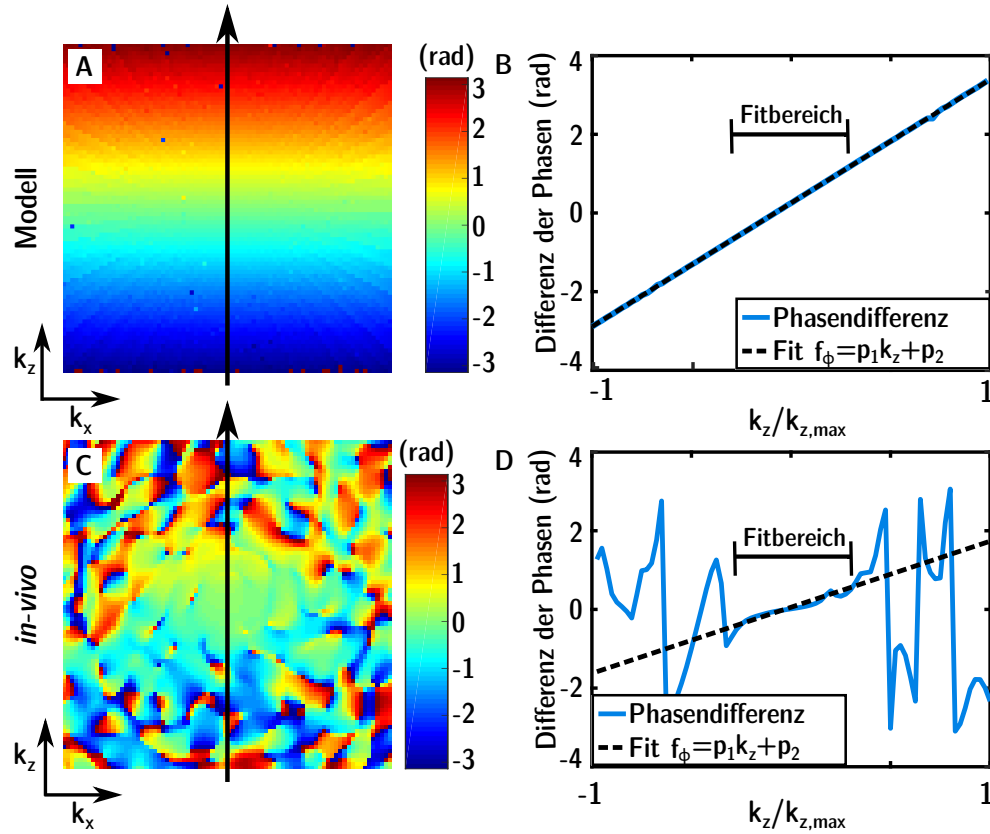 A
(rad)
3
2
1
0
-1
-2
-3
Modell
k_z
k_x
B
Differenz der Phasen (rad)
4
2
0
-2
-4
Fitbereich
Phasendifferenz
Fit f_ϕ=p_1k_z+p_2
-1
1
k_z/k_z,max
C
(rad)
3
2
1
0
-1
-2
-3
in-vivo
k_z
k_x
D
Differenz der Phasen (rad)
4
2
0
-2
-4
Fitbereich
Phasendifferenz
Fit f_ϕ=p_1k_z+p_2
-1
1
k_z/k_z,max